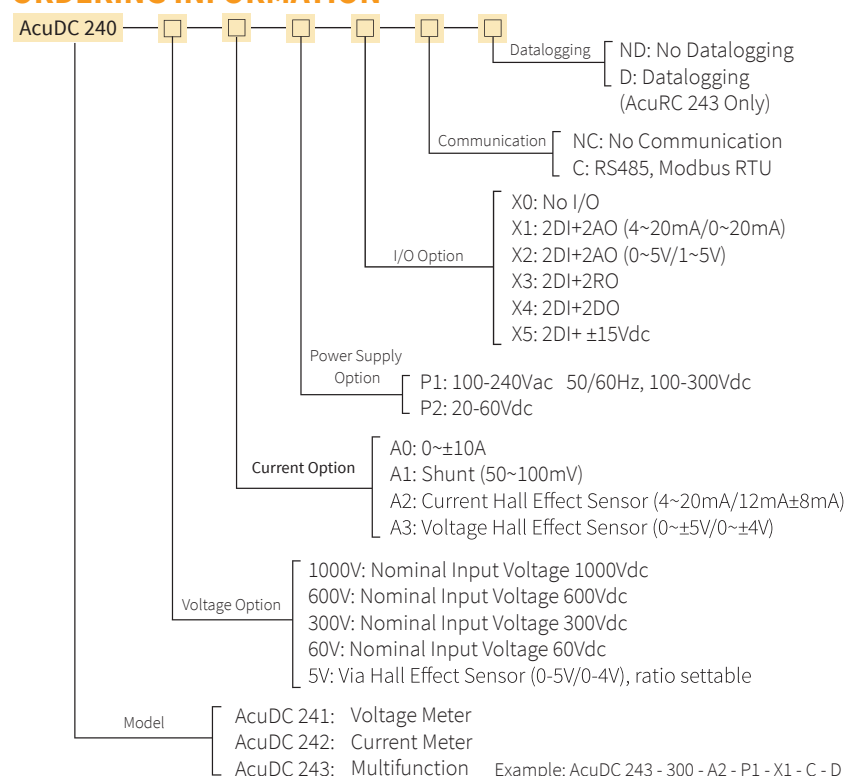 ORDERING INFORMATION
AcuDC 240
Datalogging
ND: No Datalogging
D: Datalogging
(AcuRC 243 Only)
Communication
NC: No Communication
C: RS485, Modbus RTU
I/O Option
X0: No I/O
X1: 2DI+2AO (4~20mA/0~20mA)
X2: 2DI+2AO (0~5V/1~5V)
X3: 2DI+2RO
X4: 2DI+2DO
X5: 2DI+ ±15Vdc
Power Supply
Option
P1: 100-240Vac 50/60Hz, 100-300Vdc
P2: 20-60Vdc
Current Option
A0: 0~±10A
A1: Shunt (50~100mV)
A2: Current Hall Effect Sensor (4~20mA/12mA±8mA)
A3: Voltage Hall Effect Sensor (0~±5V/0~±4V)
Voltage Option
1000V: Nominal Input Voltage 1000Vdc
600V: Nominal Input Voltage 600Vdc
300V: Nominal Input Voltage 300Vdc
60V: Nominal Input Voltage 60Vdc
5V: Via Hall Effect Sensor (0-5V/0-4V), ratio settable
Model
AcuDC 241: Voltage Meter
AcuDC 242: Current Meter
AcuDC 243: Multifunction
Example: AcuDC 243 - 300 - A2 - P1 - X1 - C - D